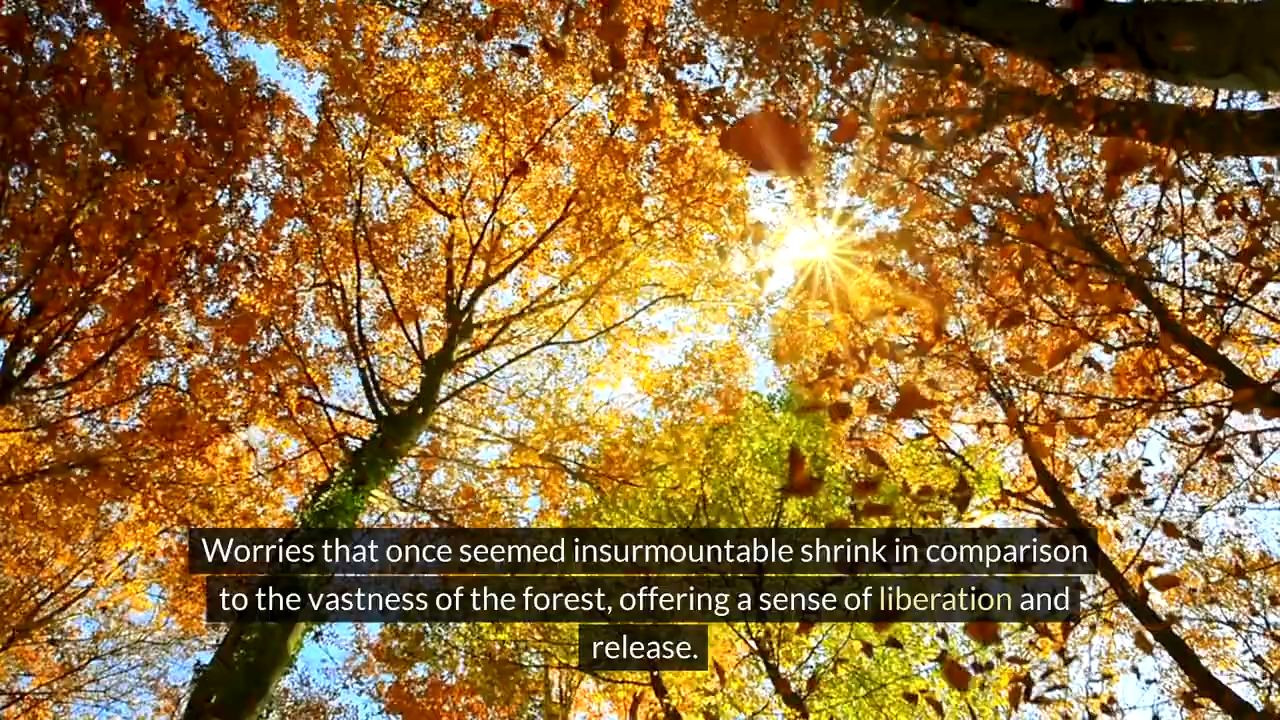 Worries that once seemed insurmountable shrink in comparison
to the vastness of the forest, offering a sense of liberation and
release.